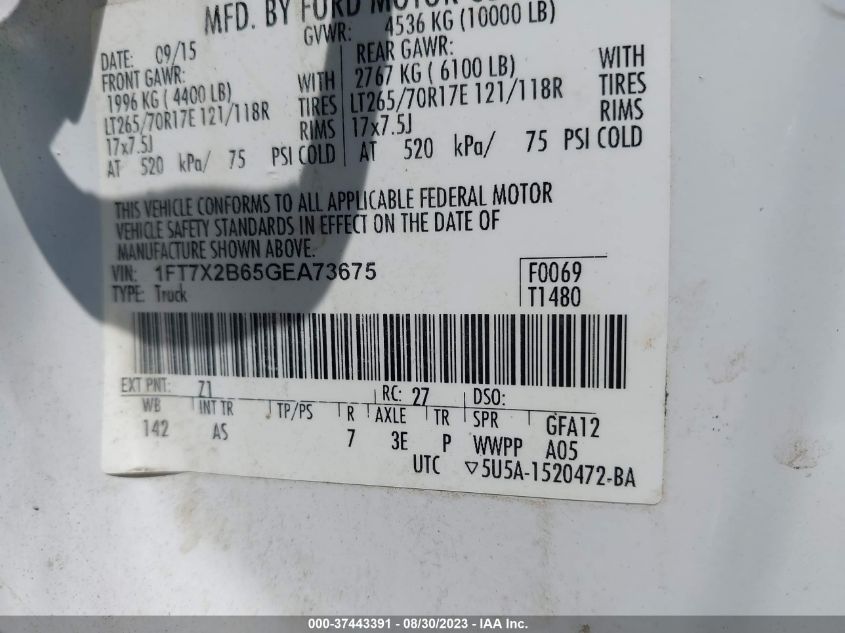 MFD. BY FORD MOTOR CO
GVWR: 4536 KG (10000 LB)
DATE: 09/15
FRONT GAWR:
1996 KG ( 4400 LB) WITH
LT265/70R17E 121/118R TIRES
17x7.5J RIMS
AT 520 kPa/ 75 PSI COLD
REAR GAWR:
2767 KG ( 6100 LB) WITH
LT265/70R17E 121/118R TIRES
17x7.5J RIMS
AT 520 kPa/ 75 PSI COLD
THIS VEHICLE CONFORMS TO ALL APPLICABLE FEDERAL MOTOR
VEHICLE SAFETY STANDARDS IN EFFECT ON THE DATE OF
MANUFACTURE SHOWN ABOVE.
VIN: 1FT7X2B65GEA73675
TYPE: Truck
F0069
T1480
EXT PNT: Z1 RC: 27 DSO:
WB INT TR TP/PS R AXLE TR SPR GFA12
142 AS 7 3E P WWPP A05
UTC ▽5U5A-1520472-BA
000-37443391 - 08/30/2023 - IAA Inc.